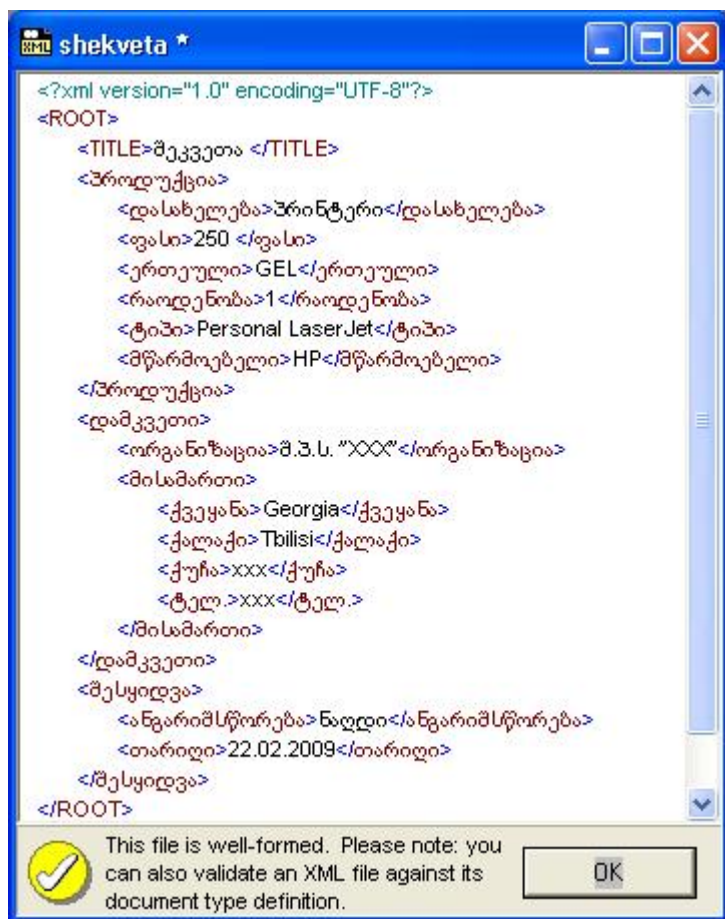 shekveta *
<?xml version="1.0" encoding="UTF-8"?>
<ROOT>
<TITLE>შეკვეთა </TITLE>
<პროდუქცია>
<დასახელება>პრინტერი</დასახელება>
<ფასი>250 </ფასი>
<ერთეული>GEL</ერთეული>
<რაოდენობა>1</რაოდენობა>
<ტიპი>Personal LaserJet</ტიპი>
<მწარმოებელი>HP</მწარმოებელი>
</პროდუქცია>
<დამკვეთი>
<ორგანიზაცია>შ.პ.ს. "XXX"</ორგანიზაცია>
<მისამართი>
<ქვეყანა>Georgia</ქვეყანა>
<ქალაქი>Tbilisi</ქალაქი>
<ქუჩა>xxx</ქუჩა>
<ტელ.>xxx</ტელ.>
</მისამართი>
</დამკვეთი>
<შესყიდვა>
<ანგარიშსწორება>ნაღდი</ანგარიშსწორება>
<თარიღი>22.02.2009</თარიღი>
</შესყიდვა>
</ROOT>
This file is well-formed. Please note: you
can also validate an XML file against its
document type definition.
OK